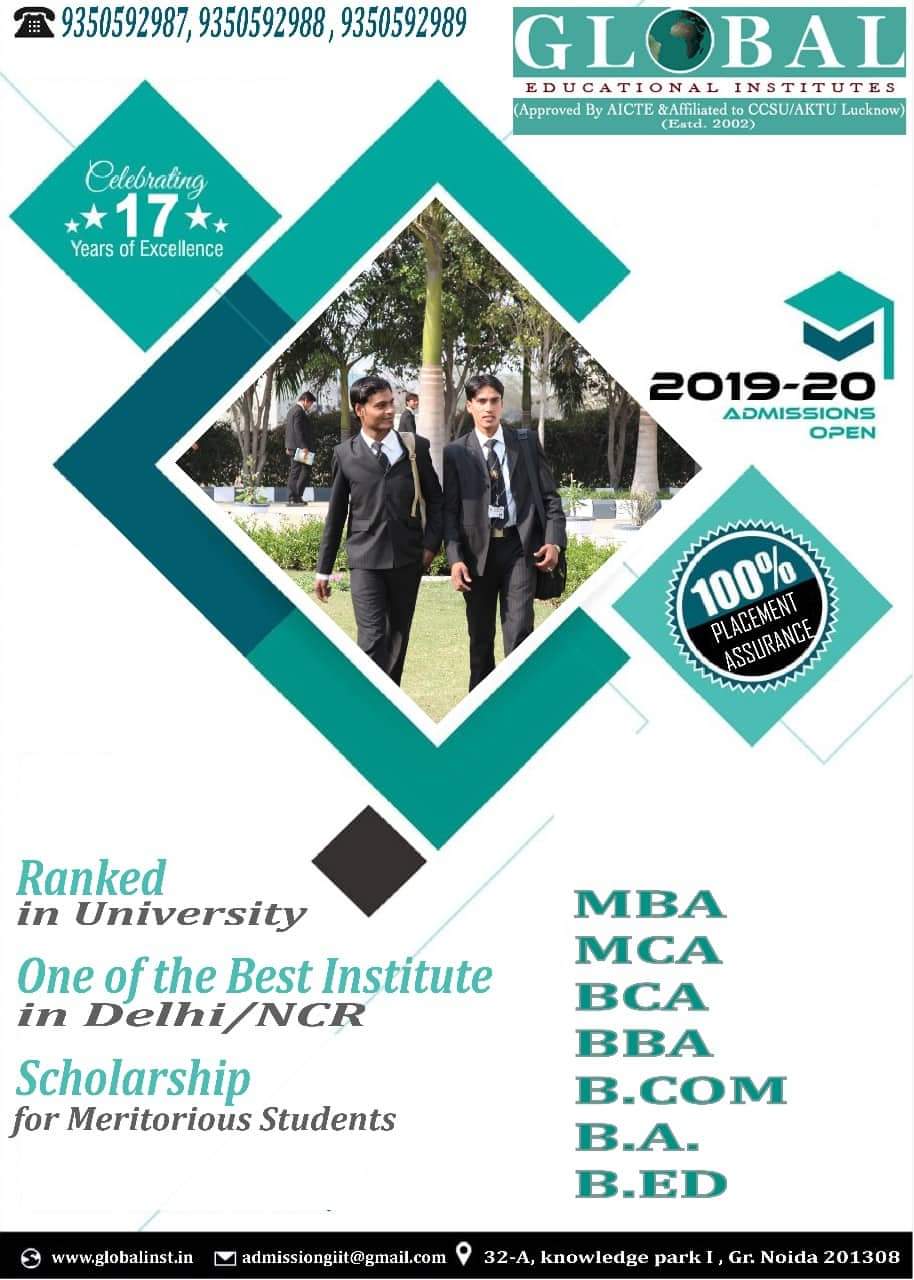 9350592987, 9350592988 , 9350592989
GLOBAL
EDUCATIONAL INSTITUTES
(Approved By AICTE &Affiliated to CCSU/AKTU Lucknow)
(Estd. 2002)
Celebrating
17
Years of Excellence
2019-20
ADMISSIONS
OPEN
100%
PLACEMENT
ASSURANCE
Ranked
in University
One of the Best Institute
in Delhi/NCR
Scholarship
for Meritorious Students
MBA
MCA
BCA
BBA
B.COM
B.A.
B.ED
www.globalinst.in admissiongiit@gmail.com 32-A, knowledge park I , Gr. Noida 201308